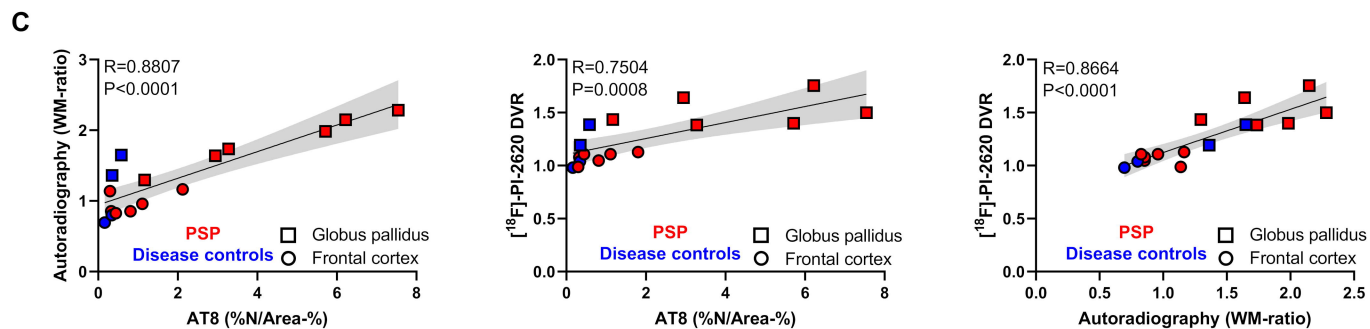 C
Autoradiography (WM-ratio)
3
2
1
0
R=0.8807
P<0.0001
PSP
Disease controls
Globus pallidus
Frontal cortex
0
2
4
6
8
AT8 (%N/Area-%)
[¹⁸F]-PI-2620 DVR
2.0
1.5
1.0
0.5
0.0
R=0.7504
P=0.0008
PSP
Disease controls
Globus pallidus
Frontal cortex
0
2
4
6
8
AT8 (%N/Area-%)
[¹⁸F]-PI-2620 DVR
2.0
1.5
1.0
0.5
0.0
R=0.8664
P<0.0001
PSP
Disease controls
Globus pallidus
Frontal cortex
0.0
0.5
1.0
1.5
2.0
2.5
Autoradiography (WM-ratio)